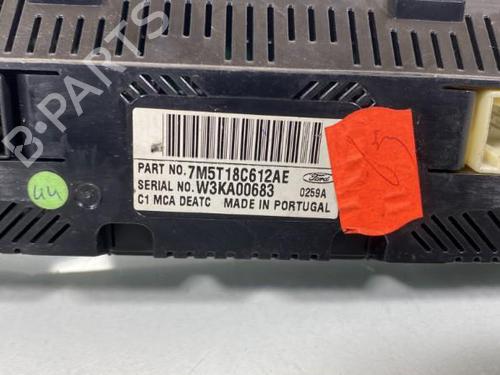 B-PARTS
PART NO. 7M5T18C612AE
SERIAL NO. W3KA00683
Ford
0259A
C1 MCA DEATC MADE IN PORTUGAL